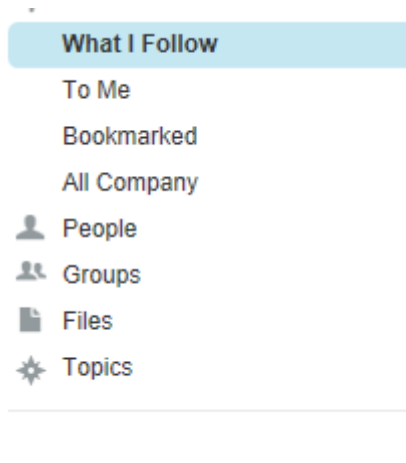 What I Follow
To Me
Bookmarked
All Company
People
Groups
Files
Topics